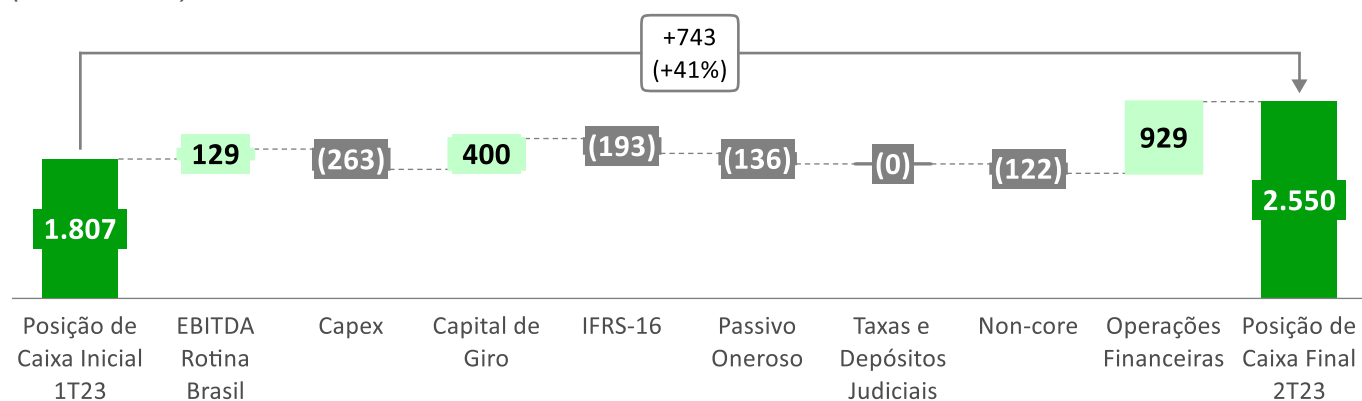 +743
(+41%)
1.807
129
(263)
400
(193)
(136)
(0)
(122)
929
2.550
Posição de
Caixa Inicial
1T23
EBITDA
Rotina
Brasil
Capex
Capital de
Giro
IFRS-16
Passivo
Oneroso
Taxas e
Depósitos
Judiciais
Non-core
Operações
Financeiras
Posição de
Caixa Final
2T23